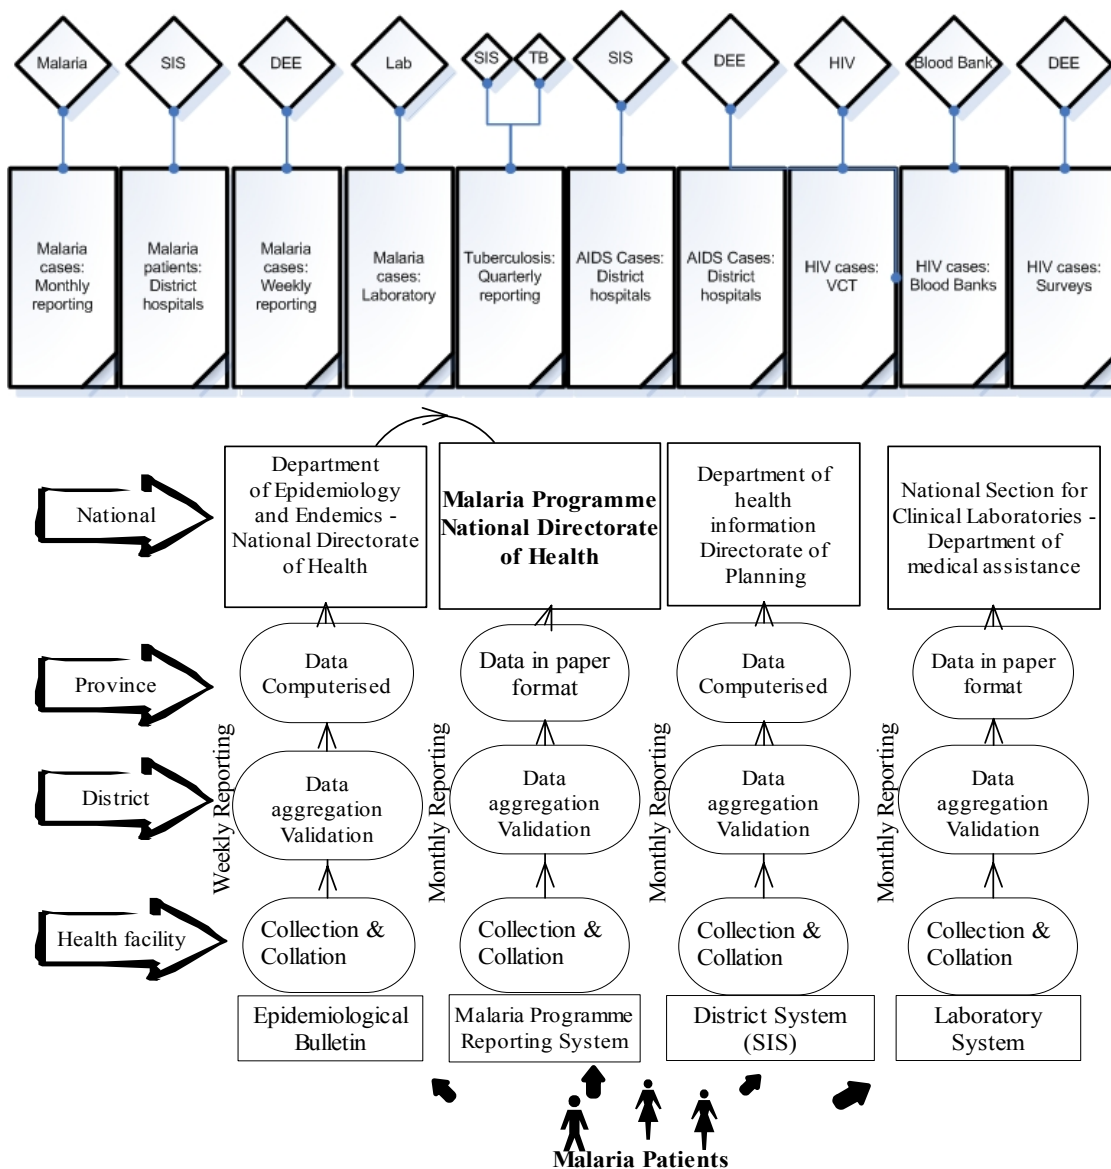 Malaria
SIS
DEE
Lab
SIS
TB
SIS
DEE
HIV
Blood Bank
DEE
Malaria
cases:
Monthly
reporting
Malaria
patients:
District
hospitals
Malaria
cases:
Weekly
reporting
Malaria
cases:
Laboratory
Tuberculosis:
Quarterly
reporting
AIDS Cases:
District
hospitals
AIDS Cases:
District
hospitals
HIV cases:
VCT
HIV cases:
Blood Banks
HIV cases:
Surveys
National
Department
of Epidemiology
and Endemics -
National Directorate
of Health
Malaria Programme
National Directorate
of Health
Department of
health
information
Directorate of
Planning
National Section for
Clinical Laboratories -
Department of
medical assistance
Province
Data
Computerised
Data in paper
format
Data
Computerised
Data in paper
format
Weekly Reporting
Monthly Reporting
Monthly Reporting
Monthly Reporting
District
Data
aggregation
Validation
Data
aggregation
Validation
Data
aggregation
Validation
Data
aggregation
Validation
Health facility
Collection &
Collation
Collection &
Collation
Collection &
Collation
Collection &
Collation
Epidemiological
Bulletin
Malaria Programme
Reporting System
District System
(SIS)
Laboratory
System
Malaria Patients